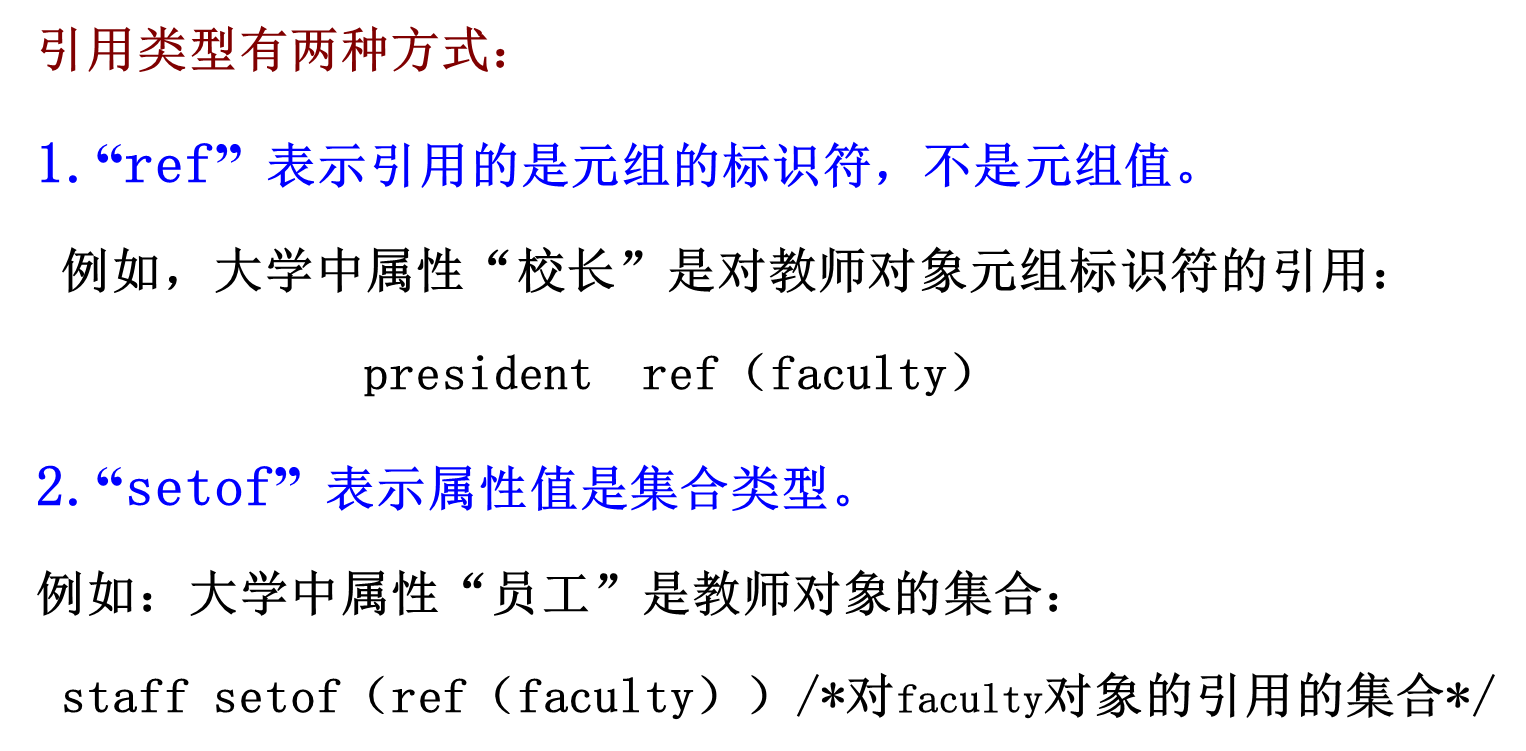 引用类型有两种方式：
1.“ref” 表示引用的是元组的标识符，不是元组值。
例如，大学中属性“校长”是对教师对象元组标识符的引用：
president ref（faculty）
2.“setof” 表示属性值是集合类型。
例如：大学中属性“员工”是教师对象的集合：
staff setof（ref（faculty））/*对faculty对象的引用的集合*/